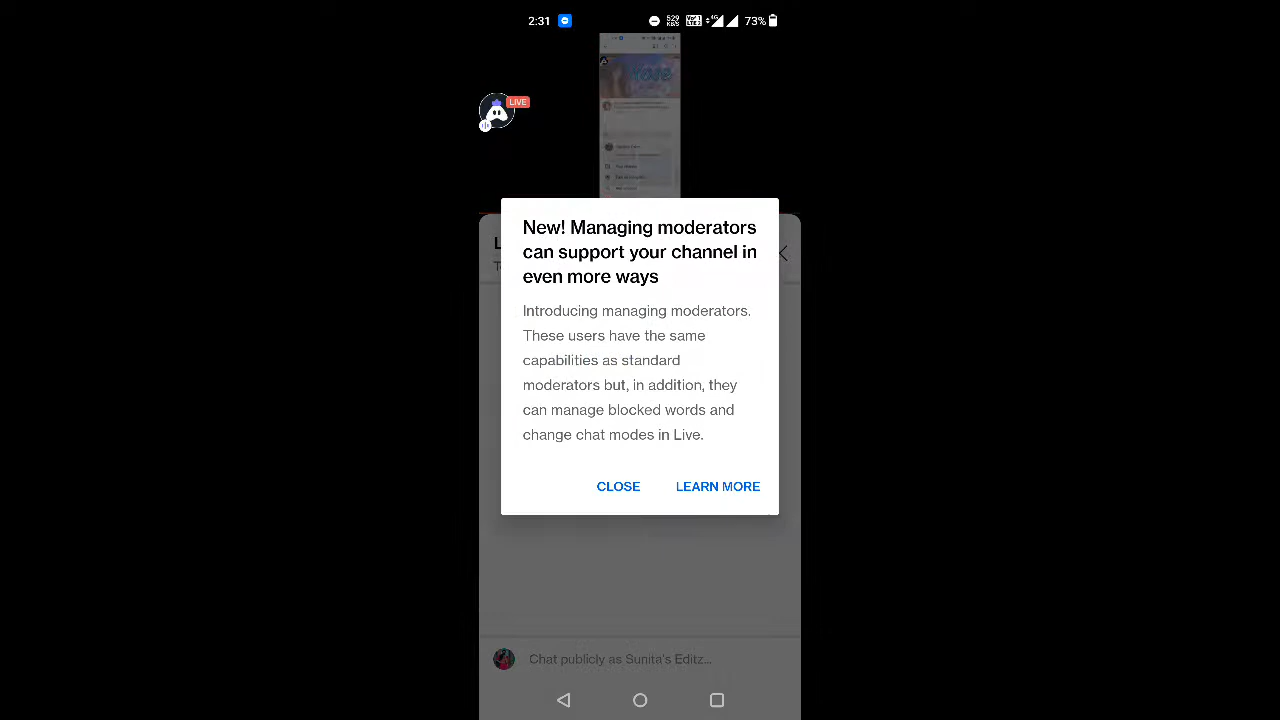 2:31
529 KB/S
73%
LIVE
New! Managing moderators
can support your channel in
even more ways
Introducing managing moderators.
These users have the same
capabilities as standard
moderators but, in addition, they
can manage blocked words and
change chat modes in Live.
CLOSE
LEARN MORE
Chat publicly as Sunita's Editz...